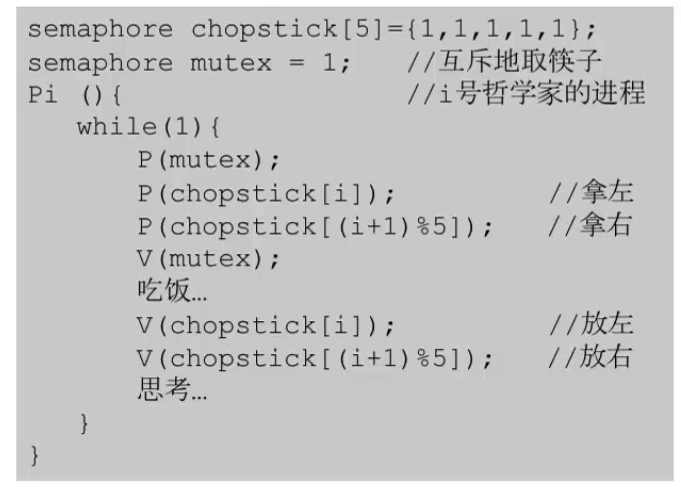 semaphore chopstick[5]={1,1,1,1,1};
semaphore mutex = 1;   //互斥地取筷子
Pi (){                 //i号哲学家的进程
   while(1){
       P(mutex);
       P(chopstick[i]);          //拿左
       P(chopstick[(i+1)%5]);   //拿右
       V(mutex);
       吃饭…
       V(chopstick[i]);          //放左
       V(chopstick[(i+1)%5]);   //放右
       思考…
   }
}